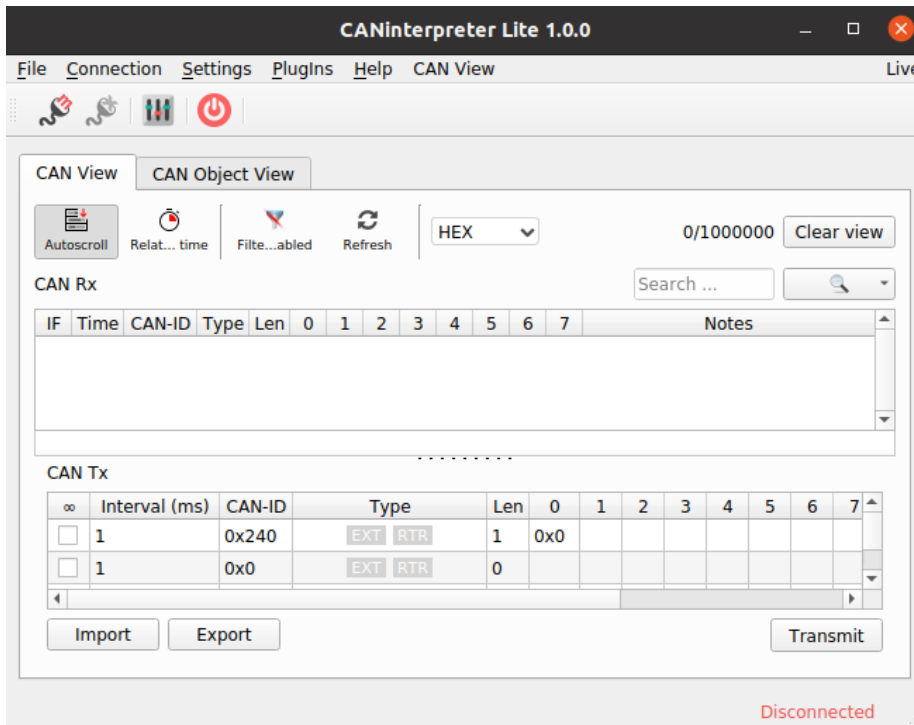 CANinterpreter Lite 1.0.0
File Connection Settings PlugIns Help CAN View Live
CAN View CAN Object View
Autoscroll Relat... time Filte...abled Refresh HEX 0/1000000 Clear view
CAN Rx Search ...
IF Time CAN-ID Type Len 0 1 2 3 4 5 6 7 Notes
CAN Tx
∞ Interval (ms) CAN-ID Type Len 0 1 2 3 4 5 6 7
1 0x240 EXT RTR 1 0x0
1 0x0 EXT RTR 0
Import Export Transmit
Disconnected